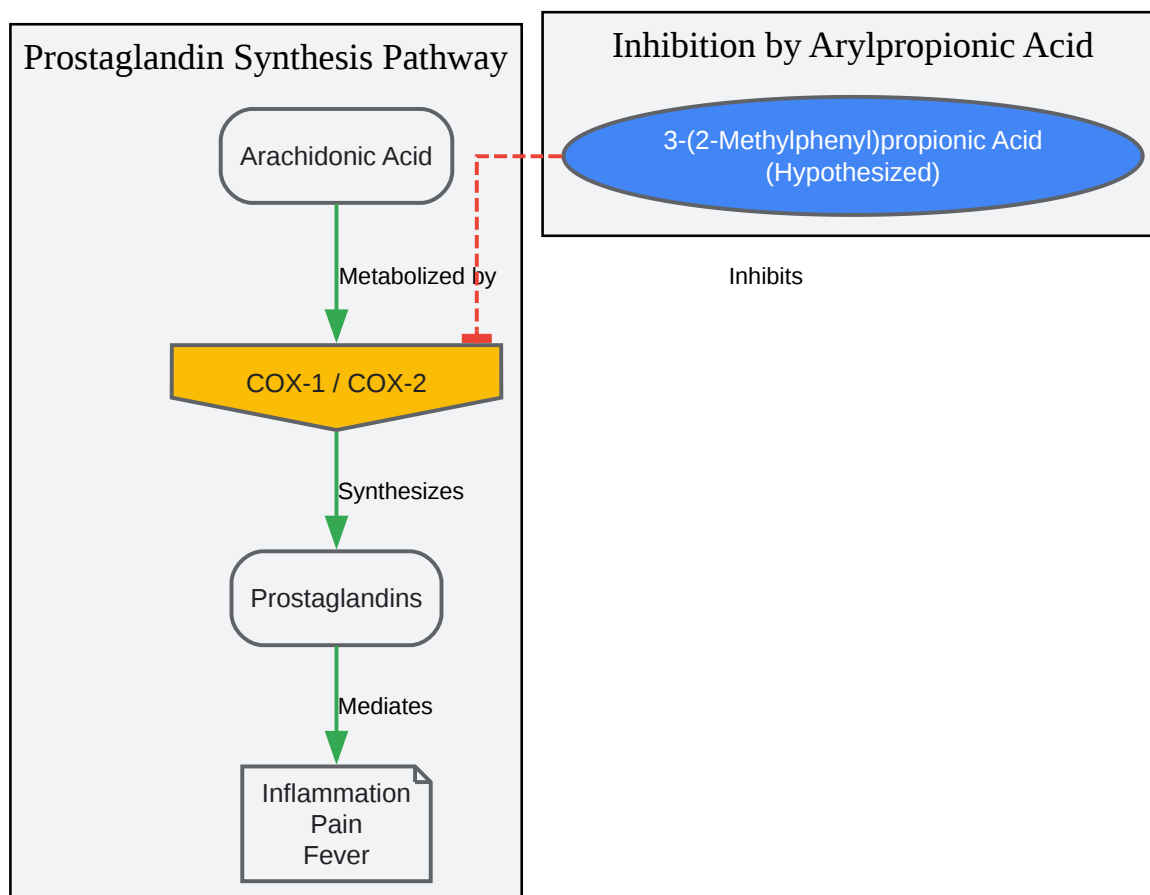 Prostaglandin Synthesis Pathway
Arachidonic Acid
Metabolized by
COX-1 / COX-2
Synthesizes
Prostaglandins
Mediates
Inflammation
Pain
Fever
Inhibition by Arylpropionic Acid
3-(2-Methylphenyl)propionic Acid
(Hypothesized)
Inhibits